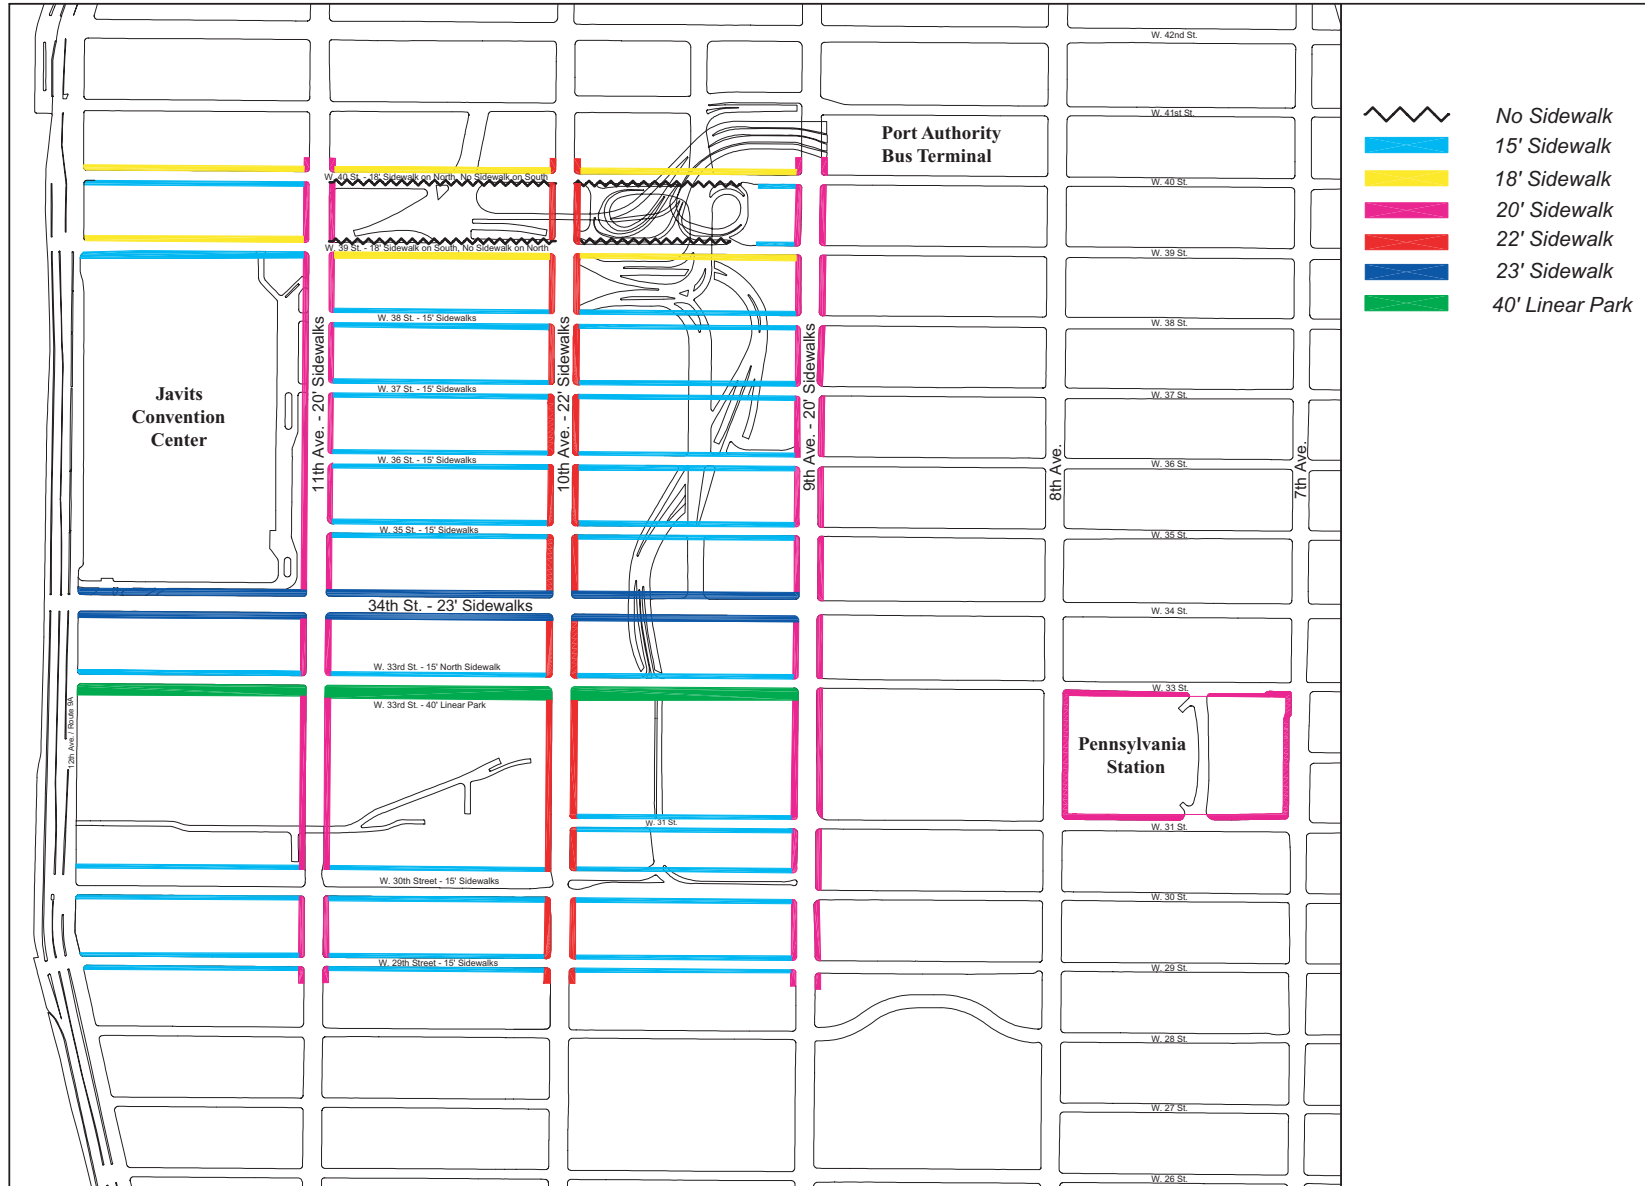 W. 42nd St.
W. 41st St.
Port Authority
Bus Terminal
No Sidewalk
15' Sidewalk
18' Sidewalk
20' Sidewalk
22' Sidewalk
23' Sidewalk
40' Linear Park
W. 40 St. - 18' Sidewalk on North, No Sidewalk on South
W. 40 St.
W. 39 St. - 18' Sidewalk on South, No Sidewalk on North
W. 39 St.
W. 38 St. - 15' Sidewalks
W. 38 St.
11th Ave. - 20' Sidewalks
10th Ave. - 22' Sidewalks
9th Ave. - 20' Sidewalks
8th Ave.
7th Ave.
Javits
Convention
Center
W. 37 St. - 15' Sidewalks
W. 37 St.
W. 36 St. - 15' Sidewalks
W. 36 St.
W. 35 St. - 15' Sidewalks
W. 35 St.
34th St. - 23' Sidewalks
W. 34 St.
W. 33rd St. - 15' North Sidewalk
W. 33 St.
W. 33rd St. - 40' Linear Park
12th Ave. / Route 9A
Pennsylvania
Station
W. 31 St.
W. 31 St.
W. 30th Street - 15' Sidewalks
W. 30 St.
W. 29th Street - 15' Sidewalks
W. 29 St.
W. 28 St.
W. 27 St.
W. 26 St.